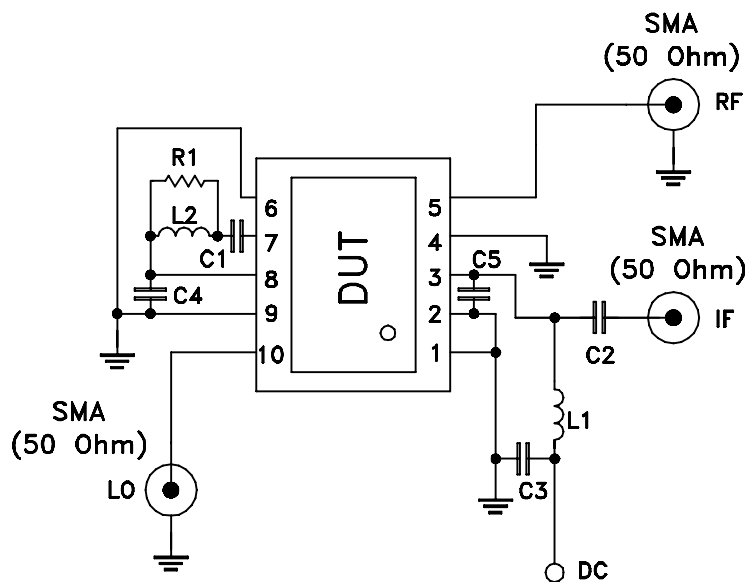 SMA
(50 Ohm)
RF
R1
L2
C1
C4
6
7
8
9
10
DUT
5
4
3
2
1
C5
SMA
(50 Ohm)
IF
C2
L1
C3
DC
SMA
(50 Ohm)
LO